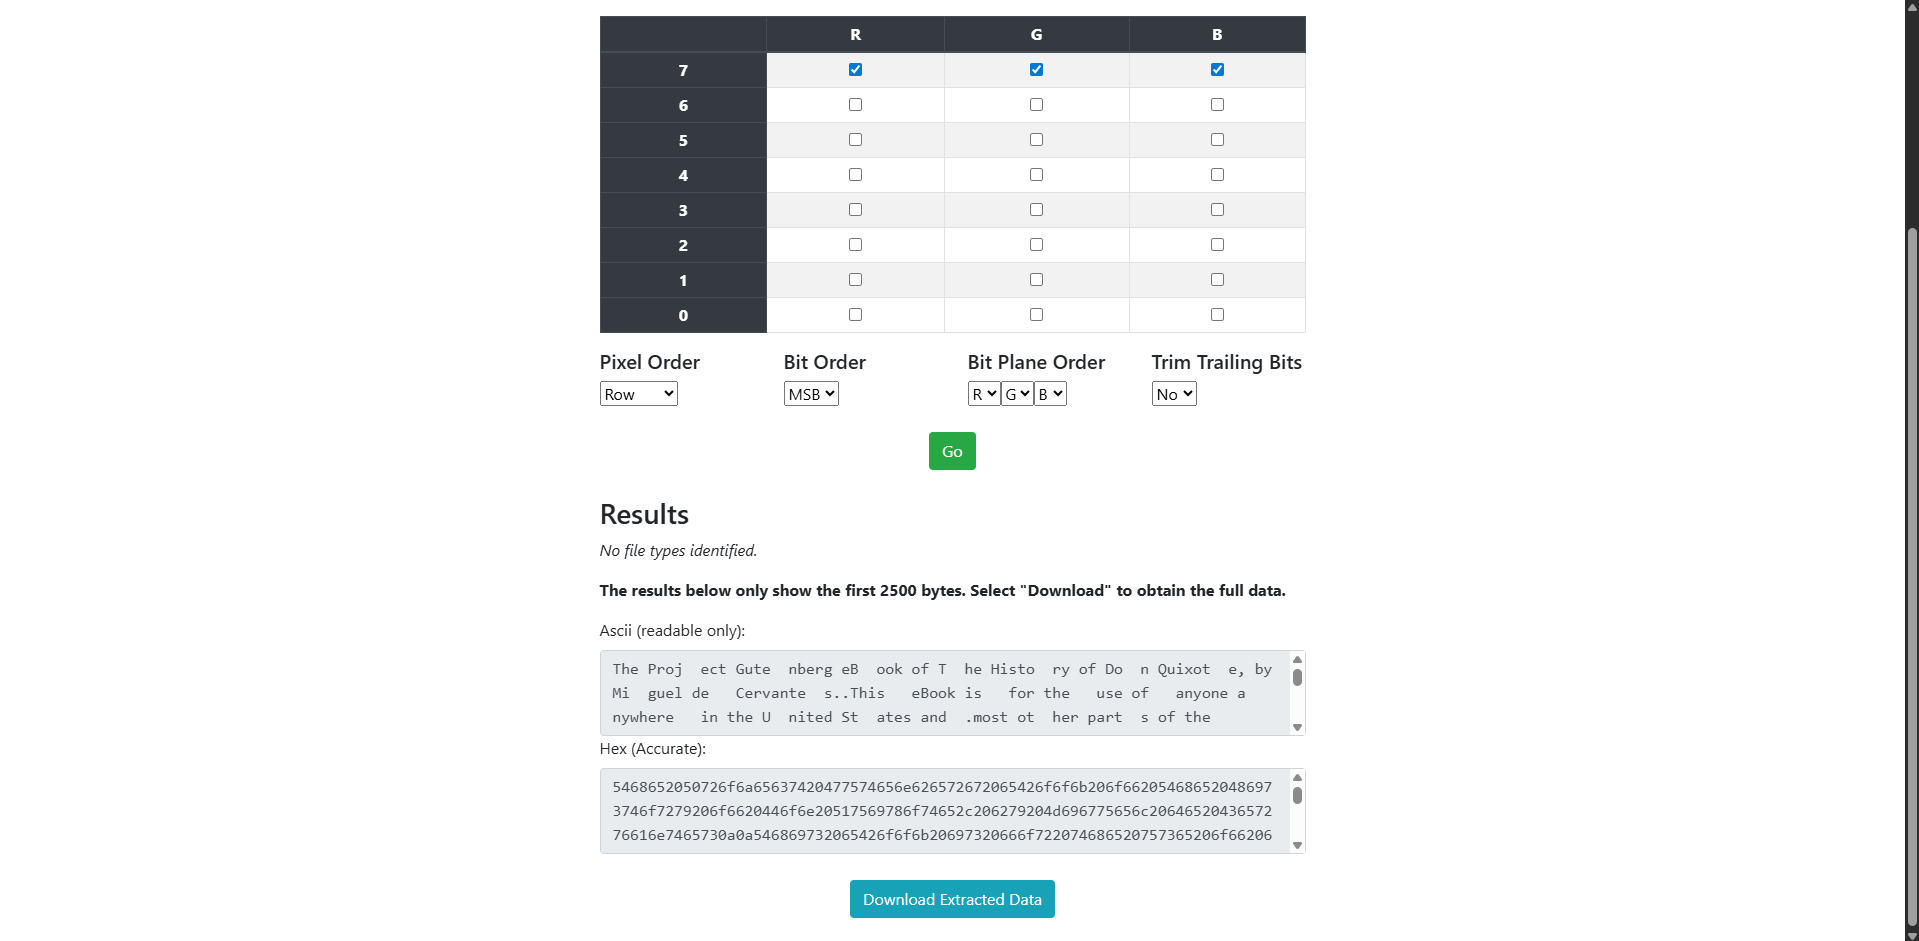 R G B
7
6
5
4
3
2
1
0
Pixel Order Bit Order Bit Plane Order Trim Trailing Bits
Row MSB R G B No
Go
Results
No file types identified.
The results below only show the first 2500 bytes. Select "Download" to obtain the full data.
Ascii (readable only):
The Proj  ect Gute  nberg eB  ook of T  he Histo  ry of Do  n Quixot  e, by
Mi  guel de   Cervante  s..This   eBook is   for the   use of   anyone a
nywhere   in the U  nited St  ates and  .most ot  her part  s of the
Hex (Accurate):
5468652050726f6a65637420477574656e626572672065426f6f6b206f662054686520486973
746f7279206f6620446f6e20517569786f74652c206279204d696775656c2064652043657276
616e7465730a0a546869732065426f6f6b20697320666f722074686520757365206f66206
Download Extracted Data